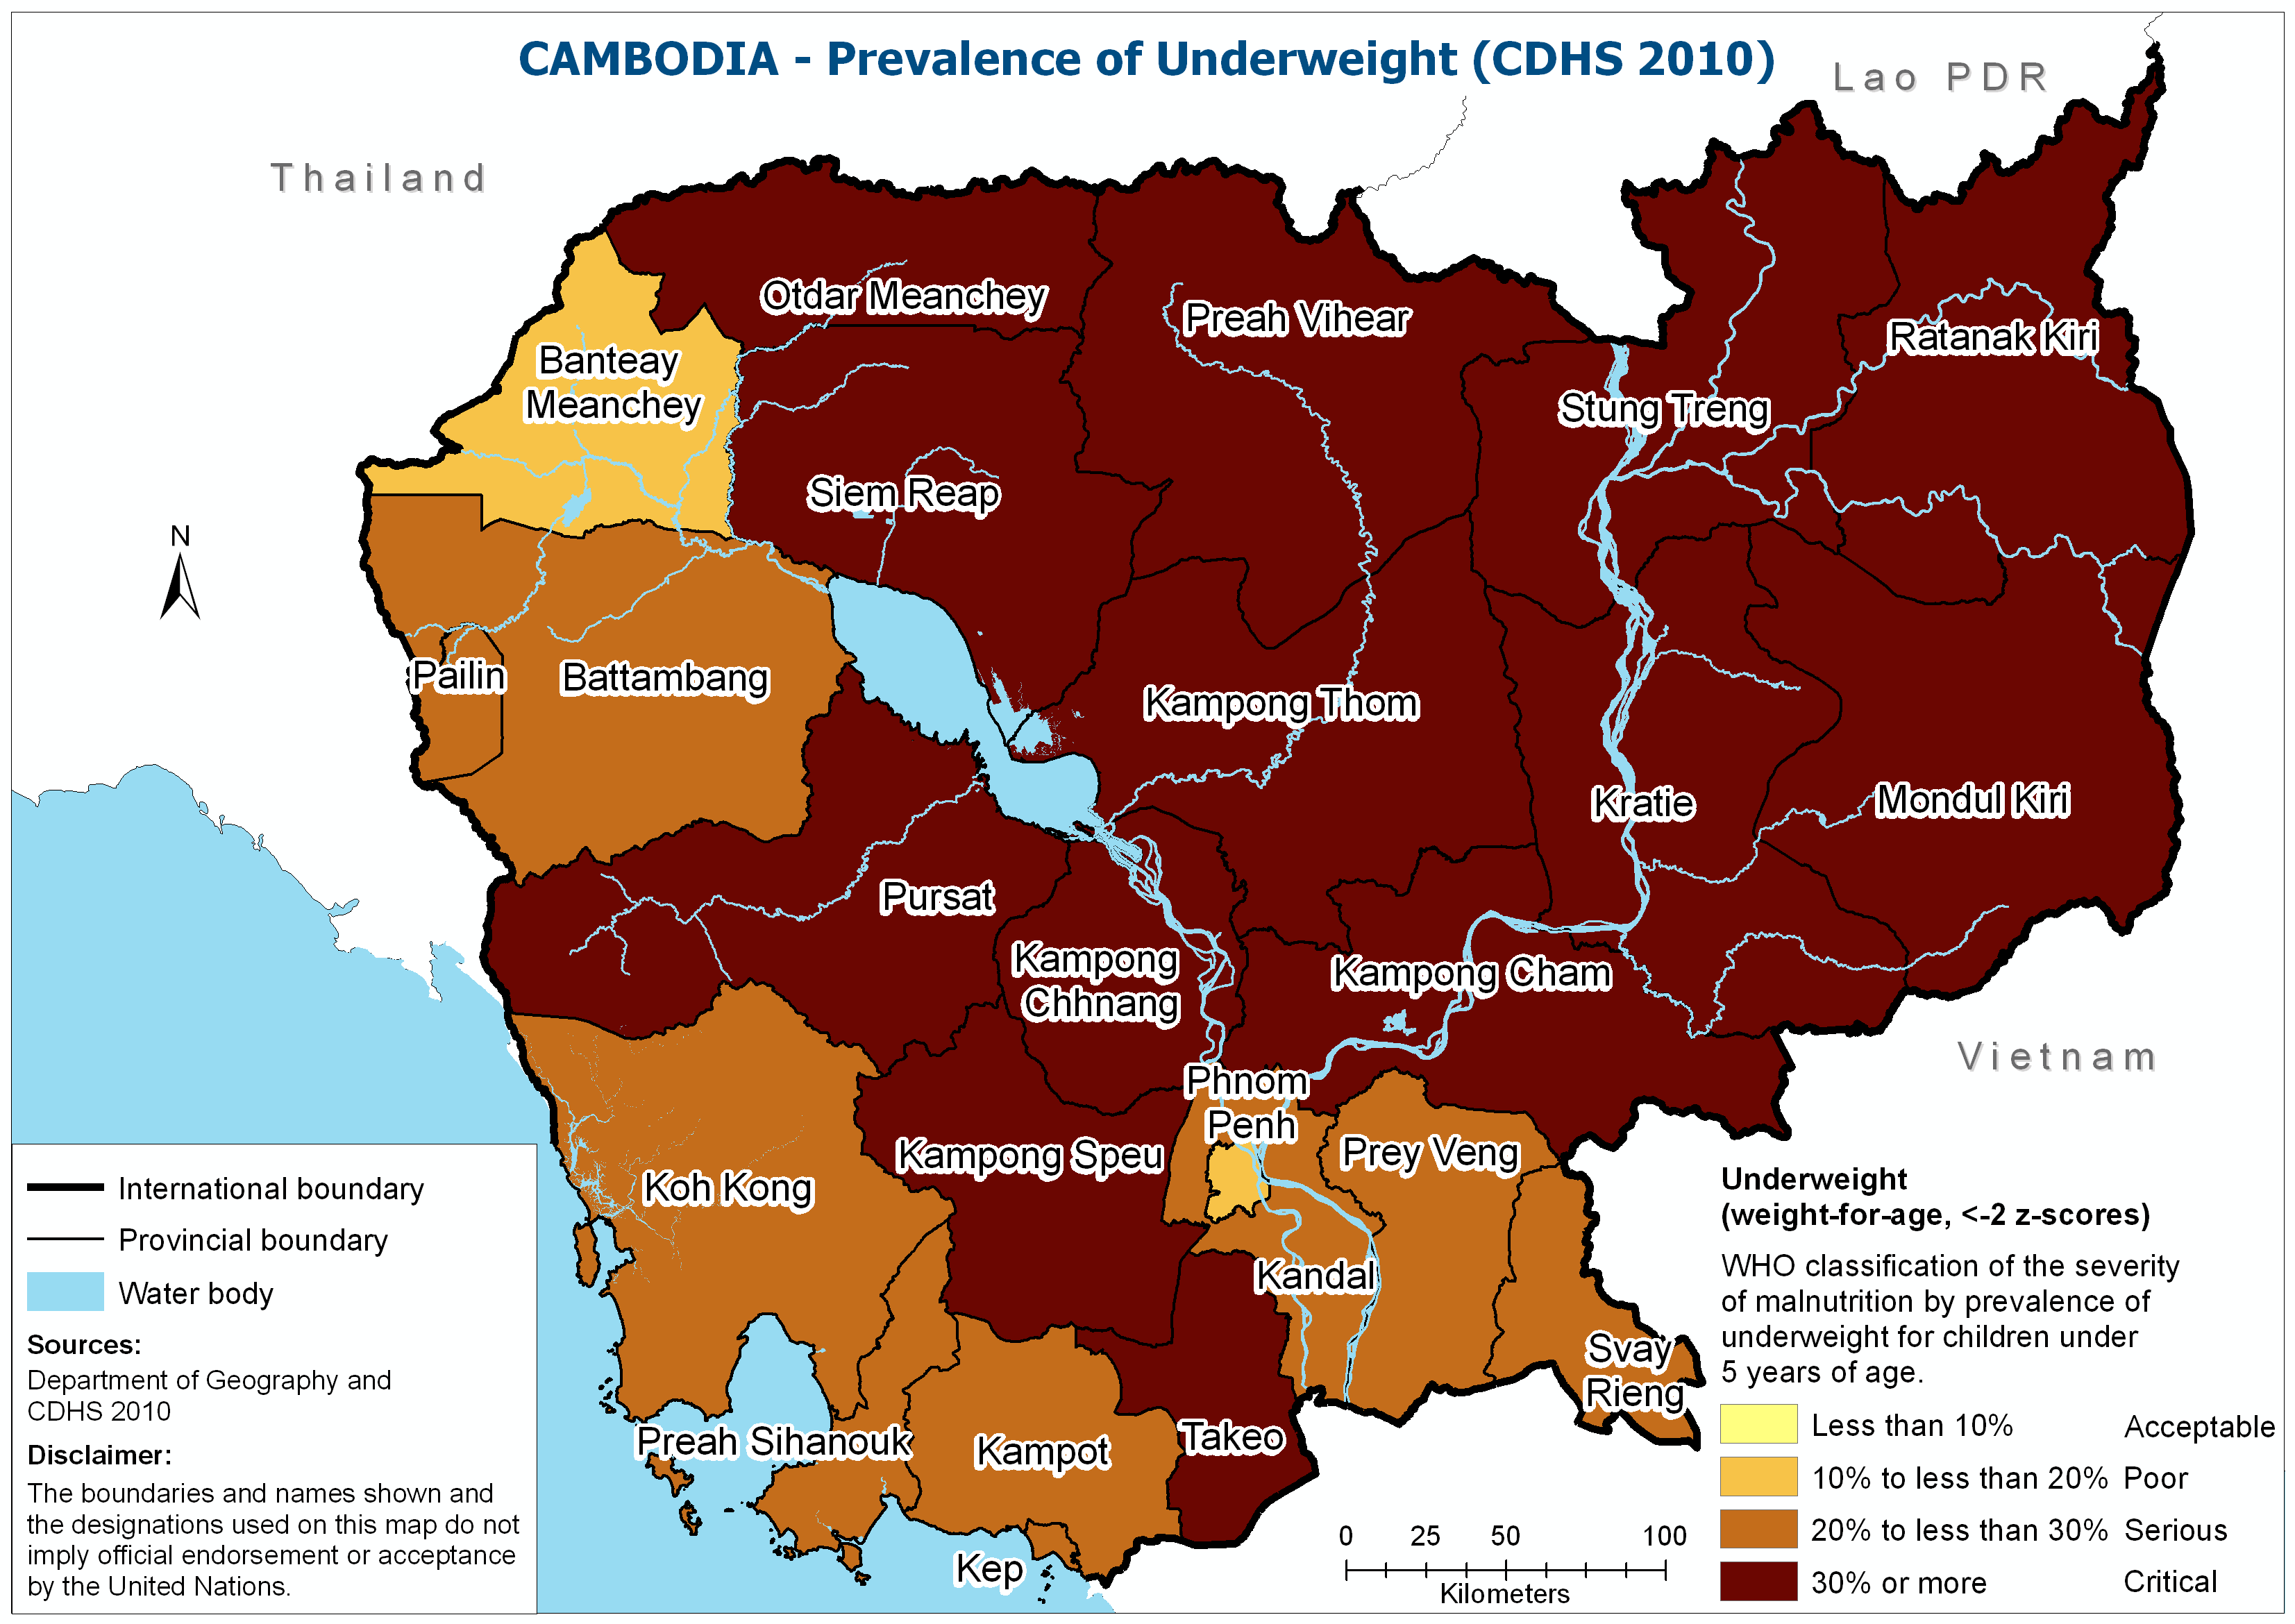 CAMBODIA - Prevalence of Underweight (CDHS 2010)
Lao PDR
Thailand
Otdar Meanchey
Preah Vihear
Ratanak Kiri
Banteay
Meanchey
Stung Treng
Siem Reap
N
Pailin
Battambang
Kampong Thom
Kratie
Mondul Kiri
Pursat
Kampong
Chhnang
Kampong Cham
Vietnam
Phnom
Penh
Kampong Speu
Prey Veng
Koh Kong
Kandal
Svay
Rieng
Preah Sihanouk
Kampot
Takeo
Kep
International boundary
Provincial boundary
Water body
Sources:
Department of Geography and
CDHS 2010
Disclaimer:
The boundaries and names shown and
the designations used on this map do not
imply official endorsement or acceptance
by the United Nations.
0 25 50 100
Kilometers
Underweight
(weight-for-age, <-2 z-scores)
WHO classification of the severity
of malnutrition by prevalence of
underweight for children under
5 years of age.
Less than 10% Acceptable
10% to less than 20% Poor
20% to less than 30% Serious
30% or more Critical